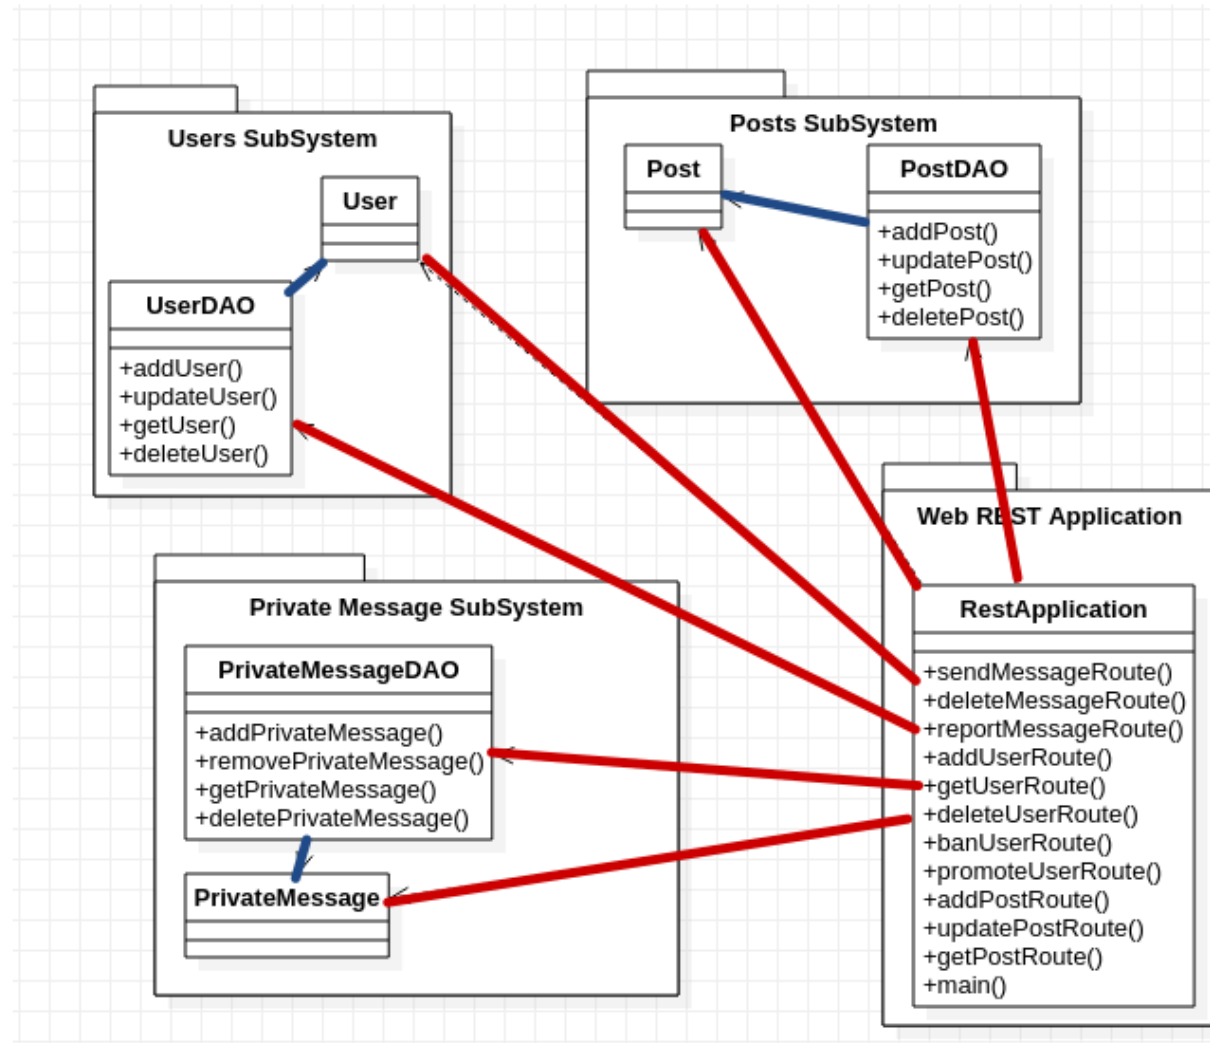 Users SubSystem
User
UserDAO
+addUser()
+updateUser()
+getUser()
+deleteUser()
Posts SubSystem
Post
PostDAO
+addPost()
+updatePost()
+getPost()
+deletePost()
Private Message SubSystem
PrivateMessageDAO
+addPrivateMessage()
+removePrivateMessage()
+getPrivateMessage()
+deletePrivateMessage()
PrivateMessage
Web REST Application
RestApplication
+sendMessageRoute()
+deleteMessageRoute()
+reportMessageRoute()
+addUserRoute()
+getUserRoute()
+deleteUserRoute()
+banUserRoute()
+promoteUserRoute()
+addPostRoute()
+updatePostRoute()
+getPostRoute()
+main()